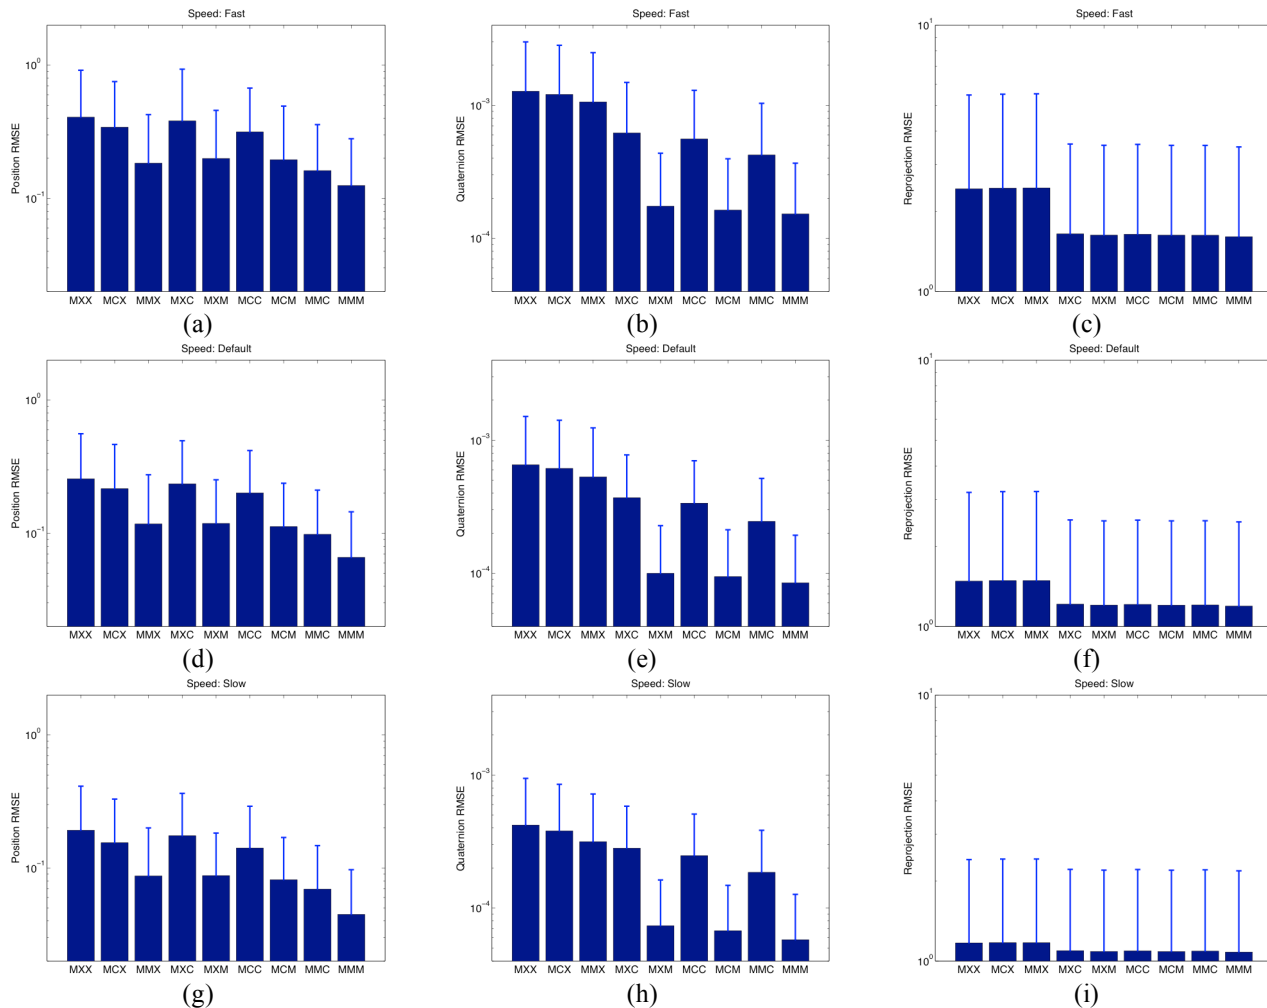 Speed: Fast
Position RMSE
10^0
10^-1
MXX MCX MMX MXC MXM MCC MCM MMC MMM
(a)
Speed: Fast
Quaternion RMSE
10^-3
10^-4
MXX MCX MMX MXC MXM MCC MCM MMC MMM
(b)
Speed: Fast
Reprojection RMSE
10^1
10^0
MXX MCX MMX MXC MXM MCC MCM MMC MMM
(c)
Speed: Default
Position RMSE
10^0
10^-1
MXX MCX MMX MXC MXM MCC MCM MMC MMM
(d)
Speed: Default
Quaternion RMSE
10^-3
10^-4
MXX MCX MMX MXC MXM MCC MCM MMC MMM
(e)
Speed: Default
Reprojection RMSE
10^1
10^0
MXX MCX MMX MXC MXM MCC MCM MMC MMM
(f)
Speed: Slow
Position RMSE
10^0
10^-1
MXX MCX MMX MXC MXM MCC MCM MMC MMM
(g)
Speed: Slow
Quaternion RMSE
10^-3
10^-4
MXX MCX MMX MXC MXM MCC MCM MMC MMM
(h)
Speed: Slow
Reprojection RMSE
10^1
10^0
MXX MCX MMX MXC MXM MCC MCM MMC MMM
(i)